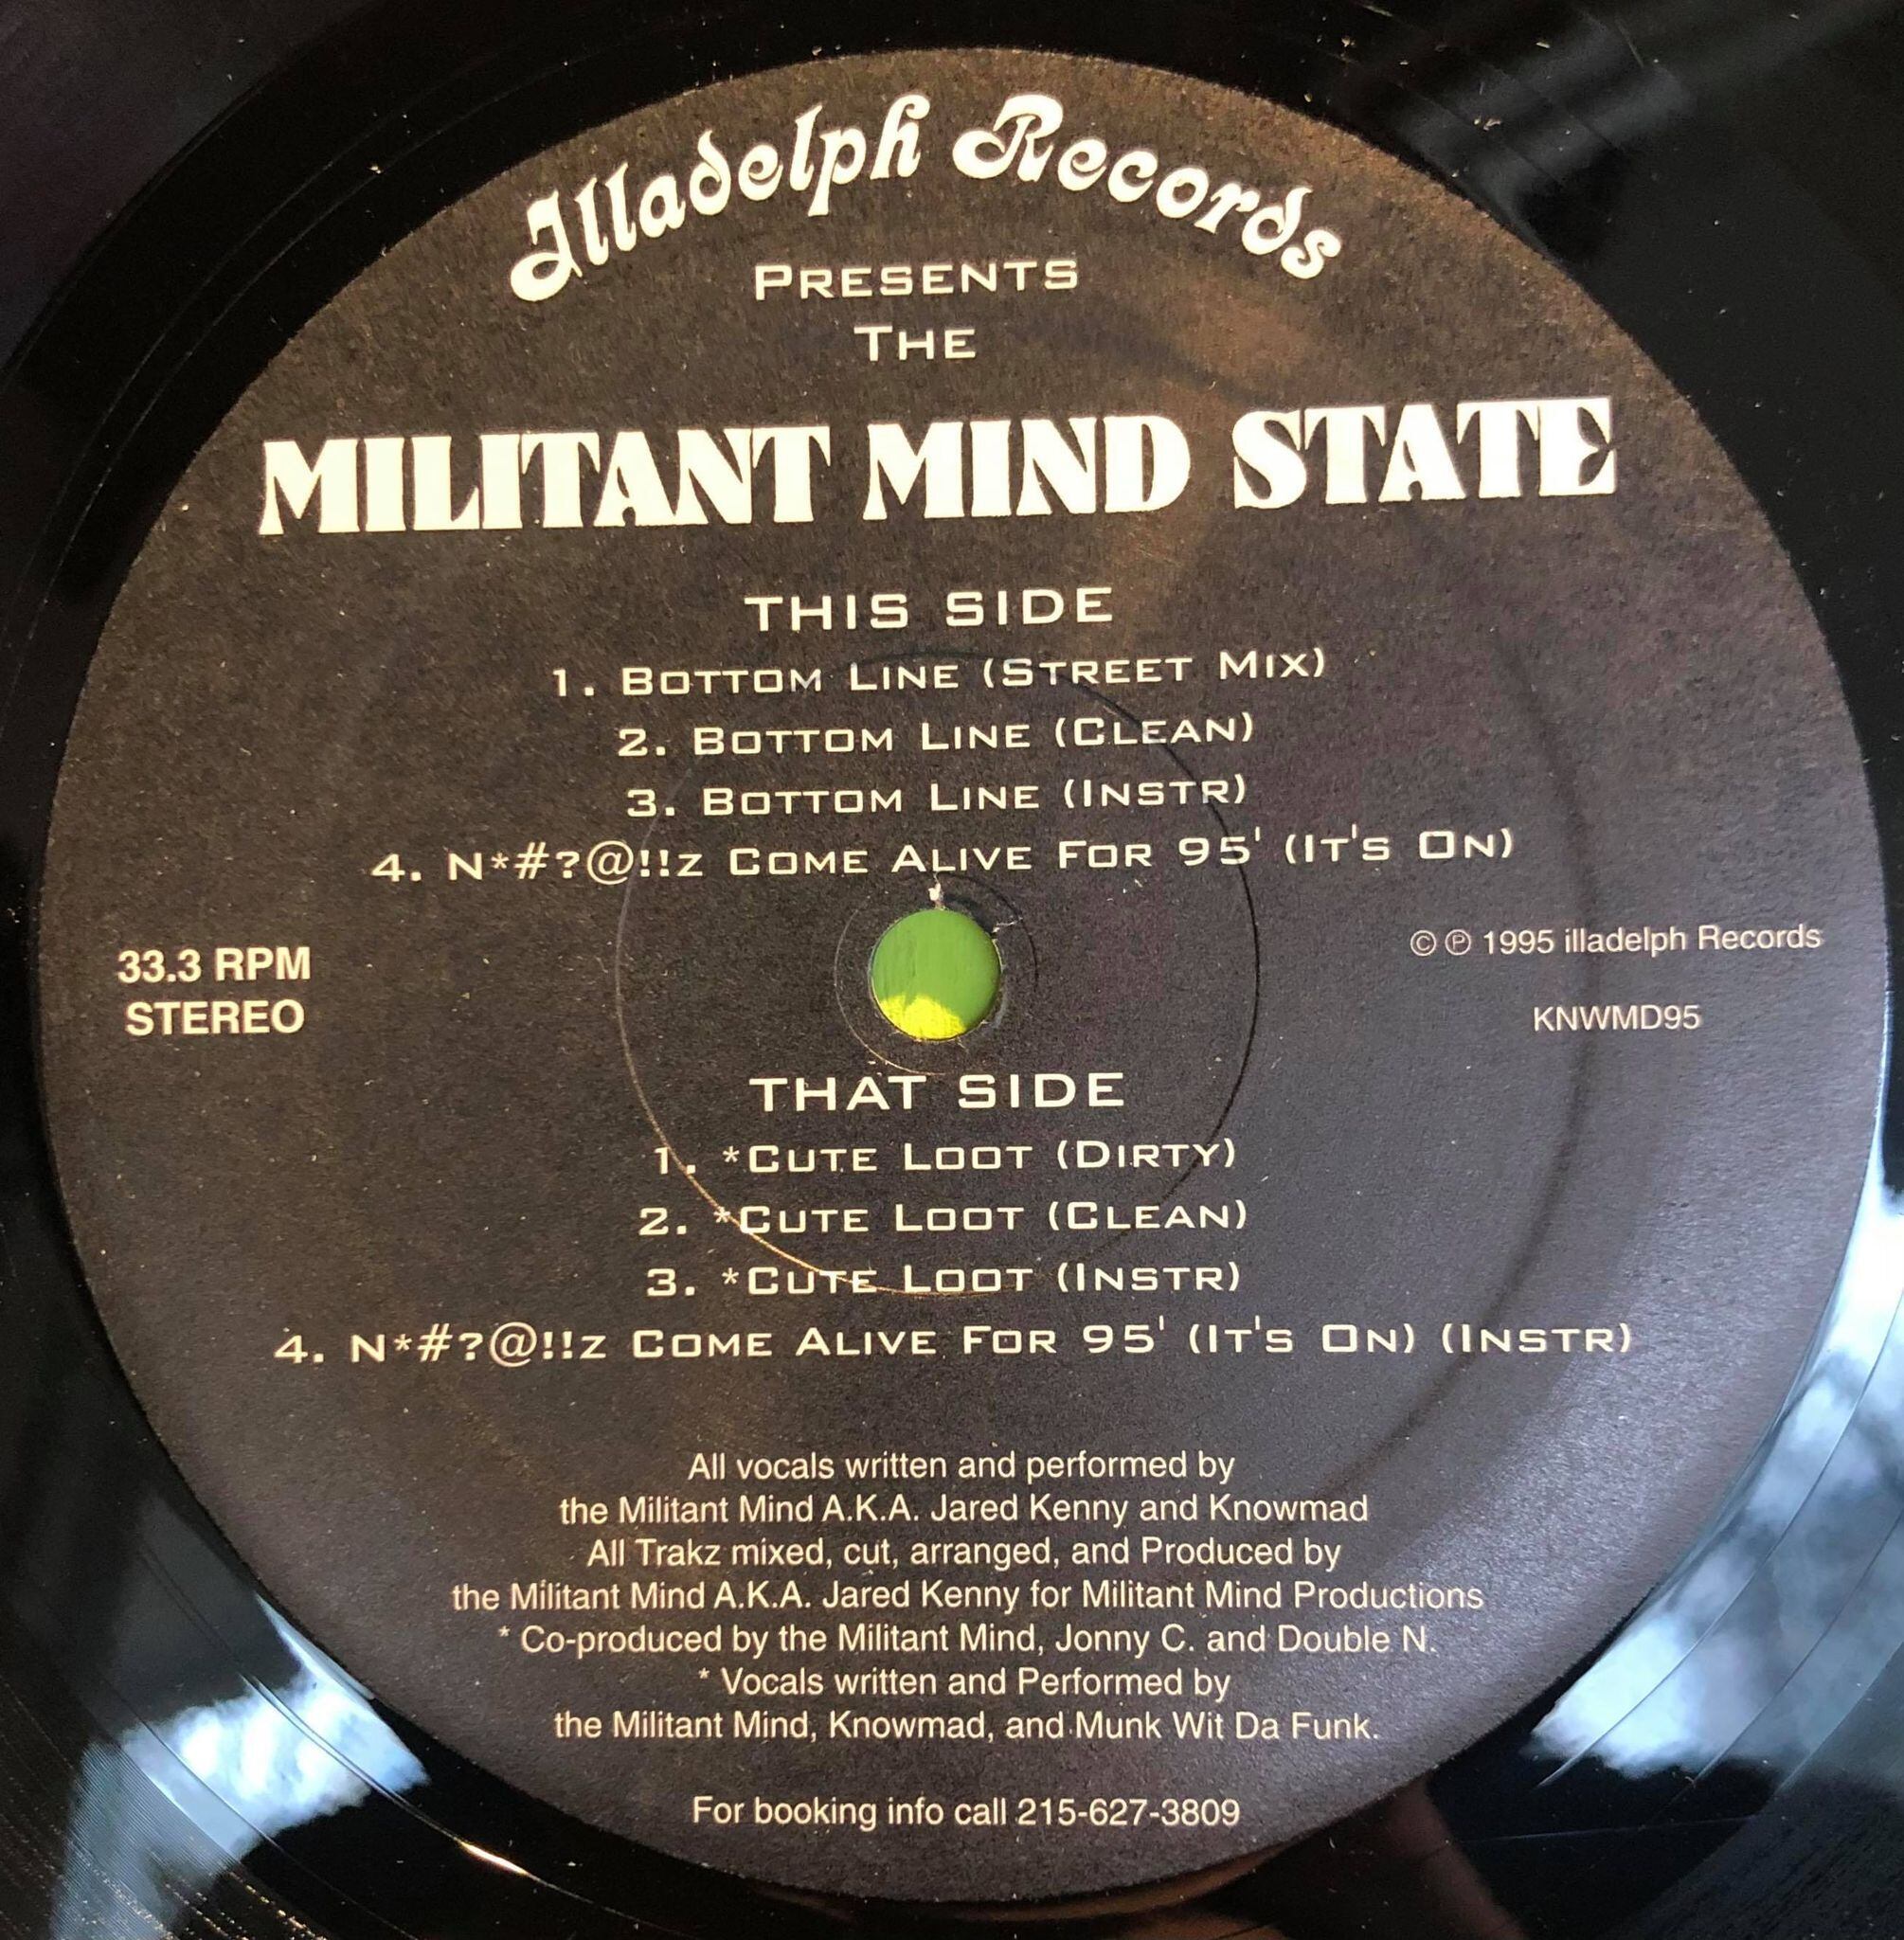 Illadelph Records
PRESENTS
THE
MILITANT MIND STATE
THIS SIDE
1. BOTTOM LINE (STREET MIX)
2. BOTTOM LINE (CLEAN)
3. BOTTOM LINE (INSTR)
4. N*#?@!!Z COME ALIVE FOR 95' (IT'S ON)
33.3 RPM
STEREO
© ℗ 1995 illadelph Records
KNWMD95
THAT SIDE
1. *CUTE LOOT (DIRTY)
2. *CUTE LOOT (CLEAN)
3. *CUTE LOOT (INSTR)
4. N*#?@!!Z COME ALIVE FOR 95' (IT'S ON) (INSTR)
All vocals written and performed by
the Militant Mind A.K.A. Jared Kenny and Knowmad
All Trakz mixed, cut, arranged, and Produced by
the Militant Mind A.K.A. Jared Kenny for Militant Mind Productions
* Co-produced by the Militant Mind, Jonny C. and Double N.
* Vocals written and Performed by
the Militant Mind, Knowmad, and Munk Wit Da Funk.
For booking info call 215-627-3809